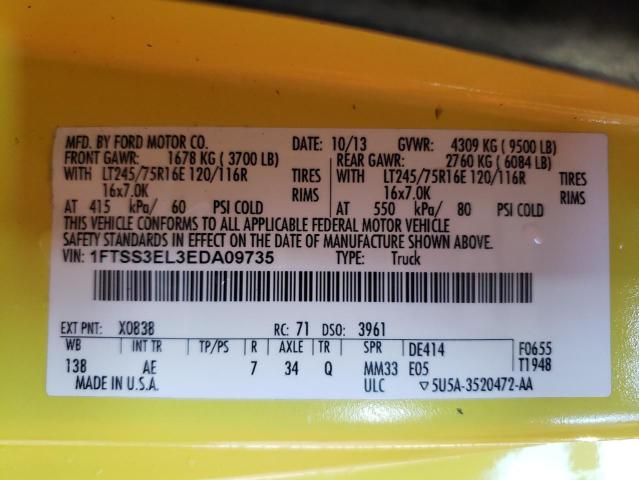 MFD. BY FORD MOTOR CO. DATE: 10/13 GVWR: 4309 KG ( 9500 LB)
FRONT GAWR: 1678 KG ( 3700 LB) REAR GAWR: 2760 KG ( 6084 LB)
WITH LT245/75R16E 120/116R TIRES WITH LT245/75R16E 120/116R TIRES
16x7.0K RIMS 16x7.0K RIMS
AT 415 kPa/ 60 PSI COLD AT 550 kPa/ 80 PSI COLD
THIS VEHICLE CONFORMS TO ALL APPLICABLE FEDERAL MOTOR VEHICLE
SAFETY STANDARDS IN EFFECT ON THE DATE OF MANUFACTURE SHOWN ABOVE.
VIN: 1FTSS3EL3EDA09735 TYPE: Truck
EXT PNT: X0838 RC: 71 DSO: 3961
WB INT TR TP/PS R AXLE TR SPR DE414 F0655
138 AE 7 34 Q MM33 E05 T1948
MADE IN U.S.A. ULC ▽5U5A-3520472-AA